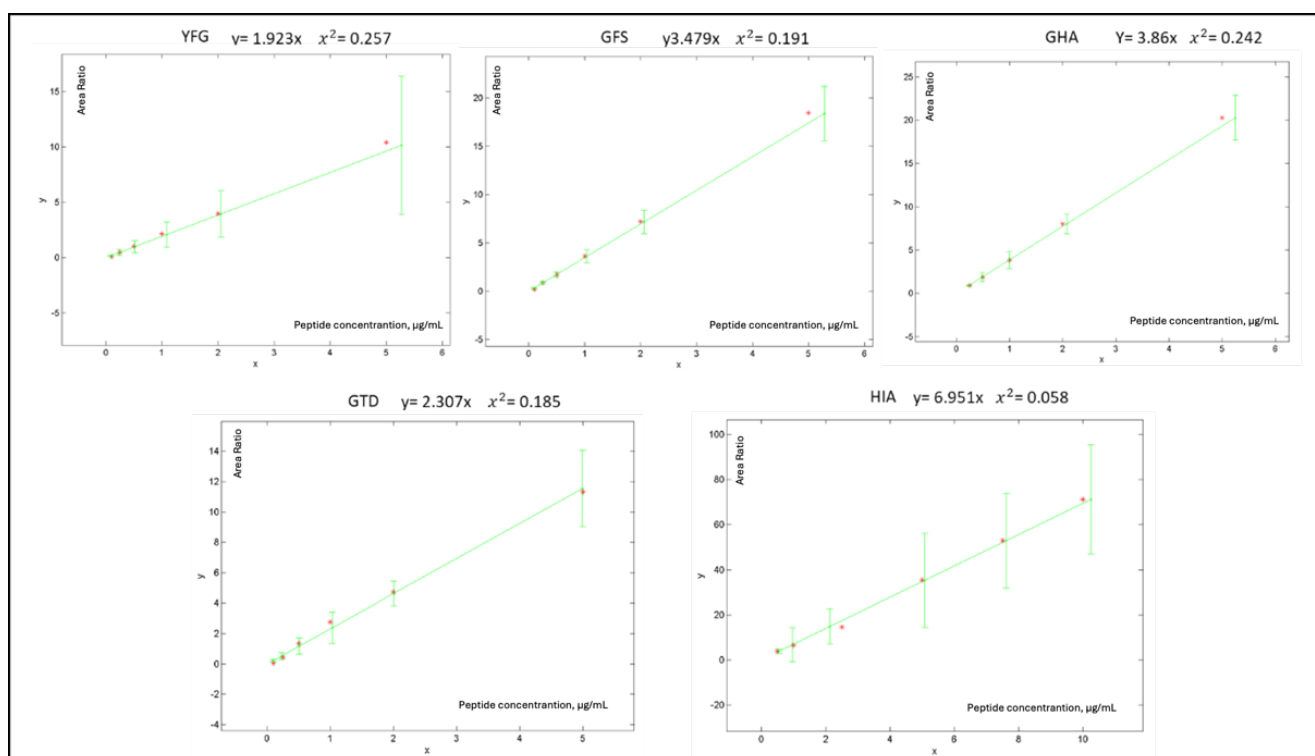 YFG y= 1.923x x²= 0.257
Area Ratio
y
15
10
5
0
-5
Peptide concentrantion, µg/mL
0 1 2 3 4 5 6
x
GFS y3.479x x²= 0.191
Area Ratio
y
20
15
10
5
0
-5
Peptide concentrantion, µg/mL
0 1 2 3 4 5 6
x
GHA Y= 3.86x x²= 0.242
Area Ratio
y
25
20
15
10
5
0
-5
Peptide concentrantion, µg/mL
0 1 2 3 4 5 6
x
GTD y= 2.307x x²= 0.185
Area Ratio
y
14
12
10
8
6
4
2
0
-2
-4
Peptide concentrantion, µg/mL
0 1 2 3 4 5
x
HIA y= 6.951x x²= 0.058
Area Ratio
y
100
80
60
40
20
0
-20
Peptide concentrantion, µg/mL
0 2 4 6 8 10
x